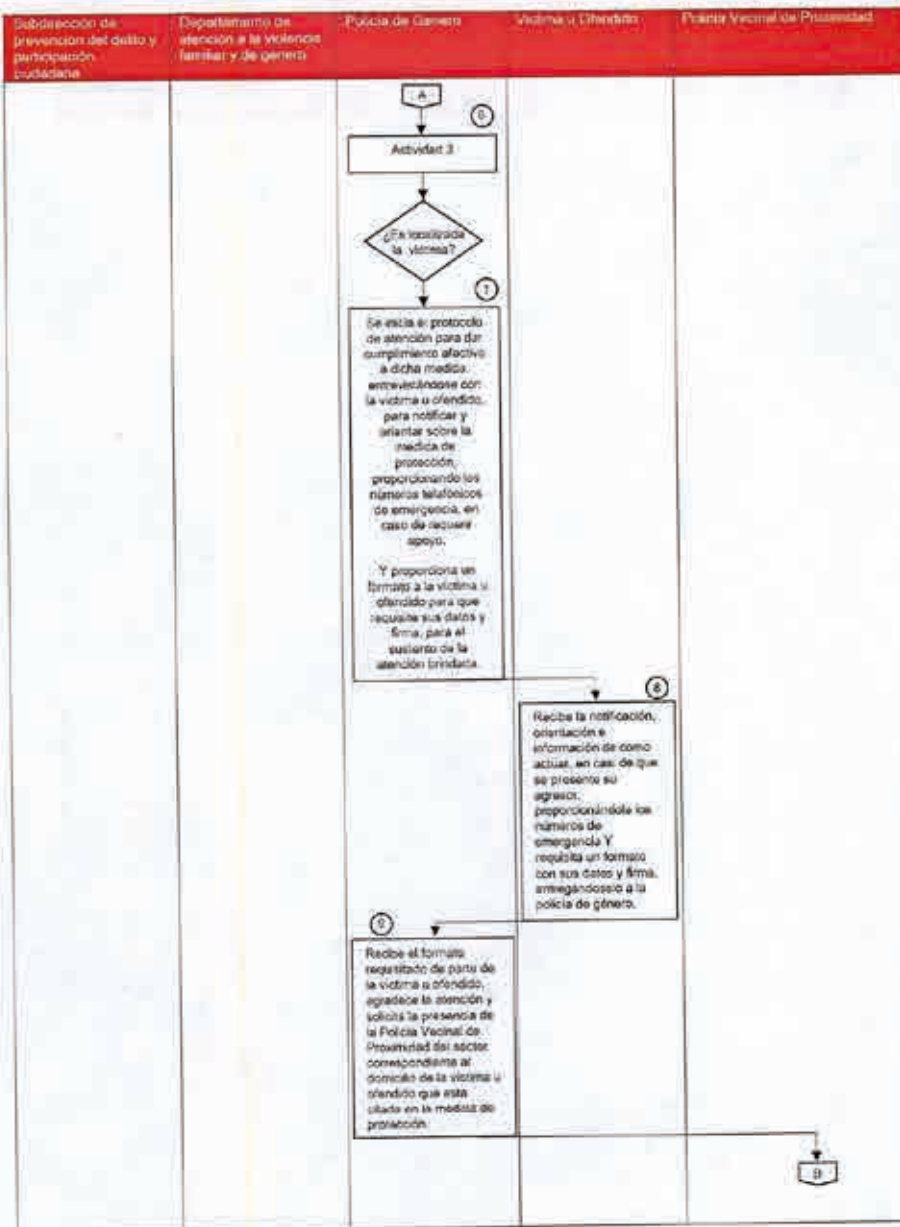 Subdirección de
prevención del delito y
participación
ciudadana
Departamento de
atención a la violencia
familiar y de género
Policía de Género
Víctima u Ofendido
Policía Vecinal de Proximidad
A
6
Actividad 3
¿Es localizada
la víctima?
7
Se inicia el protocolo
de atención para dar
cumplimiento efectivo
a dicha medida,
entrevistándose con
la víctima u ofendido,
para notificar y
orientar sobre la
medida de
protección,
proporcionando los
números telefónicos
de emergencia, en
caso de requerir
apoyo.
Y proporciona un
formato a la víctima u
ofendido para que
requisite sus datos y
firma, para el
sustento de la
atención brindada.
8
Recibe la notificación,
orientación e
información de como
actuar, en casi de que
se presente su
agresor,
proporcionándole los
números de
emergencia Y
requisita un formato
con sus datos y firma,
entregándoselo a la
policía de género.
9
Recibe el formato
requisitado de parte de
la víctima u ofendido,
agradece la atención y
solicita la presencia de
la Policía Vecinal de
Proximidad del sector
correspondiente al
domicilio de la víctima u
ofendido que esta
citado en la medida de
protección.
B